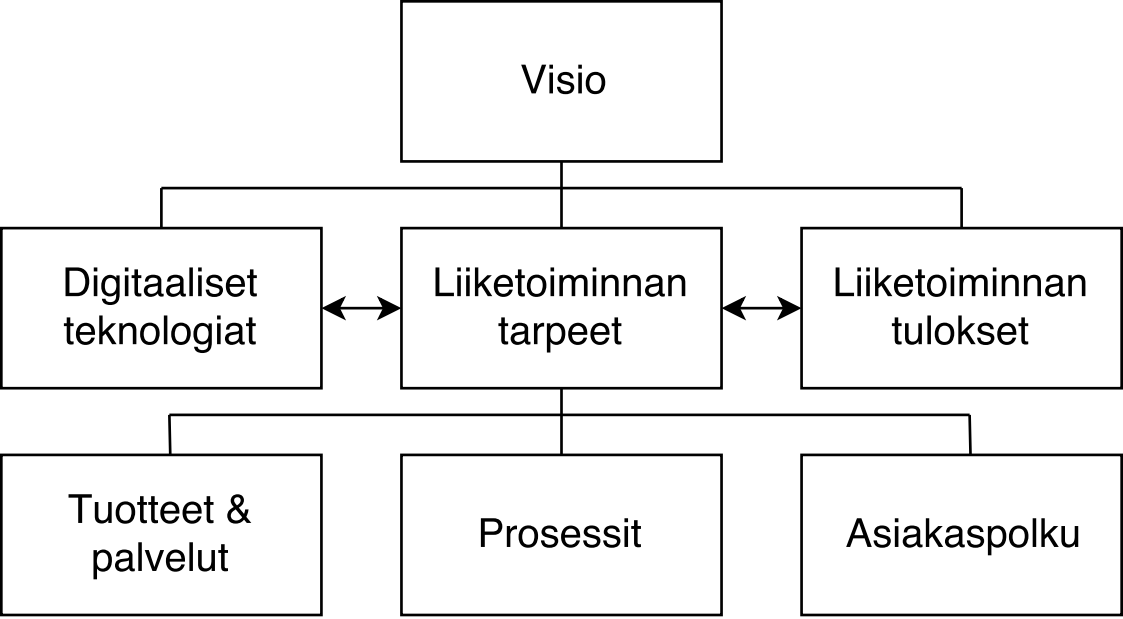 Visio
Digitaaliset
teknologiat
Liiketoiminnan
tarpeet
Liiketoiminnan
tulokset
Tuotteet &
palvelut
Prosessit
Asiakaspolku